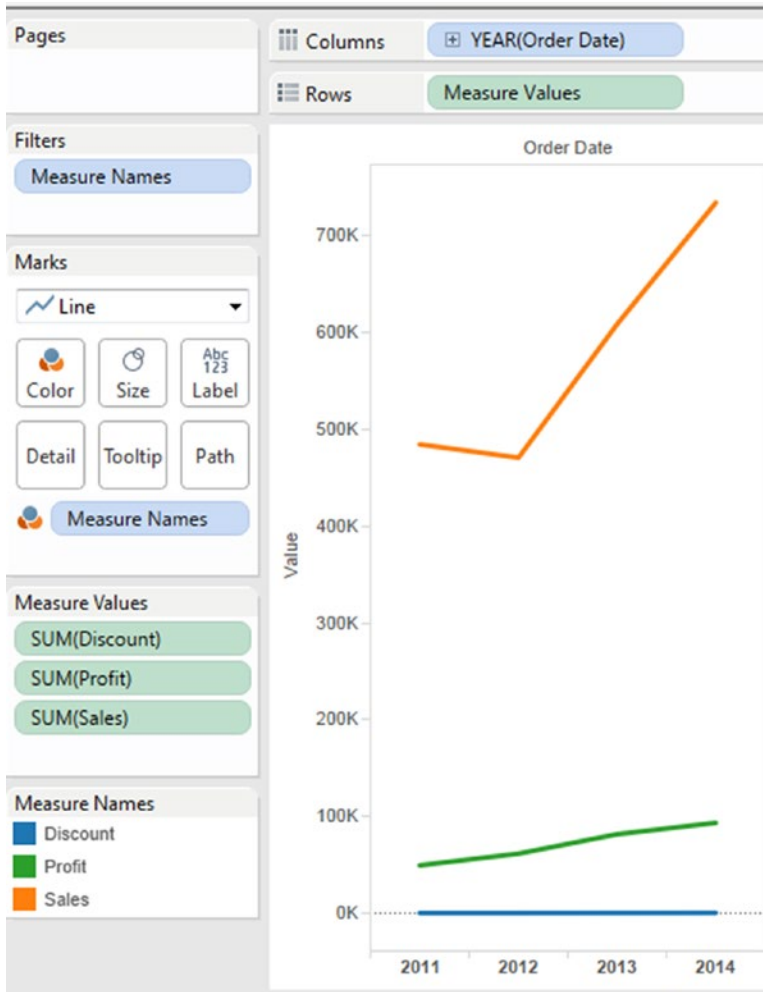 Pages
Columns
YEAR(Order Date)
Rows
Measure Values
Filters
Measure Names
Marks
Line
Color
Size
Abc
123
Label
Detail
Tooltip
Path
Measure Names
Measure Values
SUM(Discount)
SUM(Profit)
SUM(Sales)
Measure Names
Discount
Profit
Sales
Order Date
700K
600K
500K
400K
300K
200K
100K
0K
Value
2011 2012 2013 2014